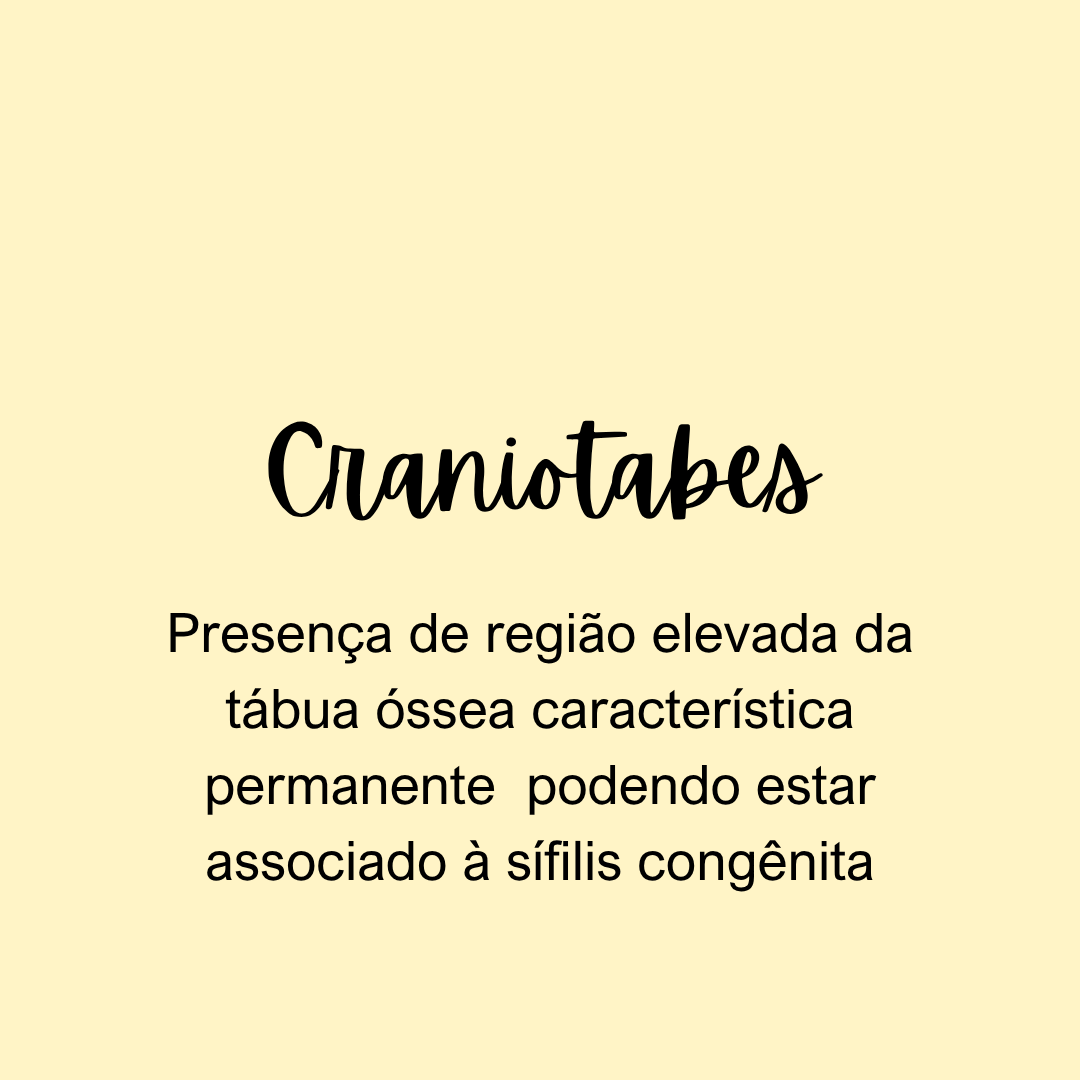 Craniotabes
Presença de região elevada da
tábua óssea característica
permanente  podendo estar
associado à sífilis congênita